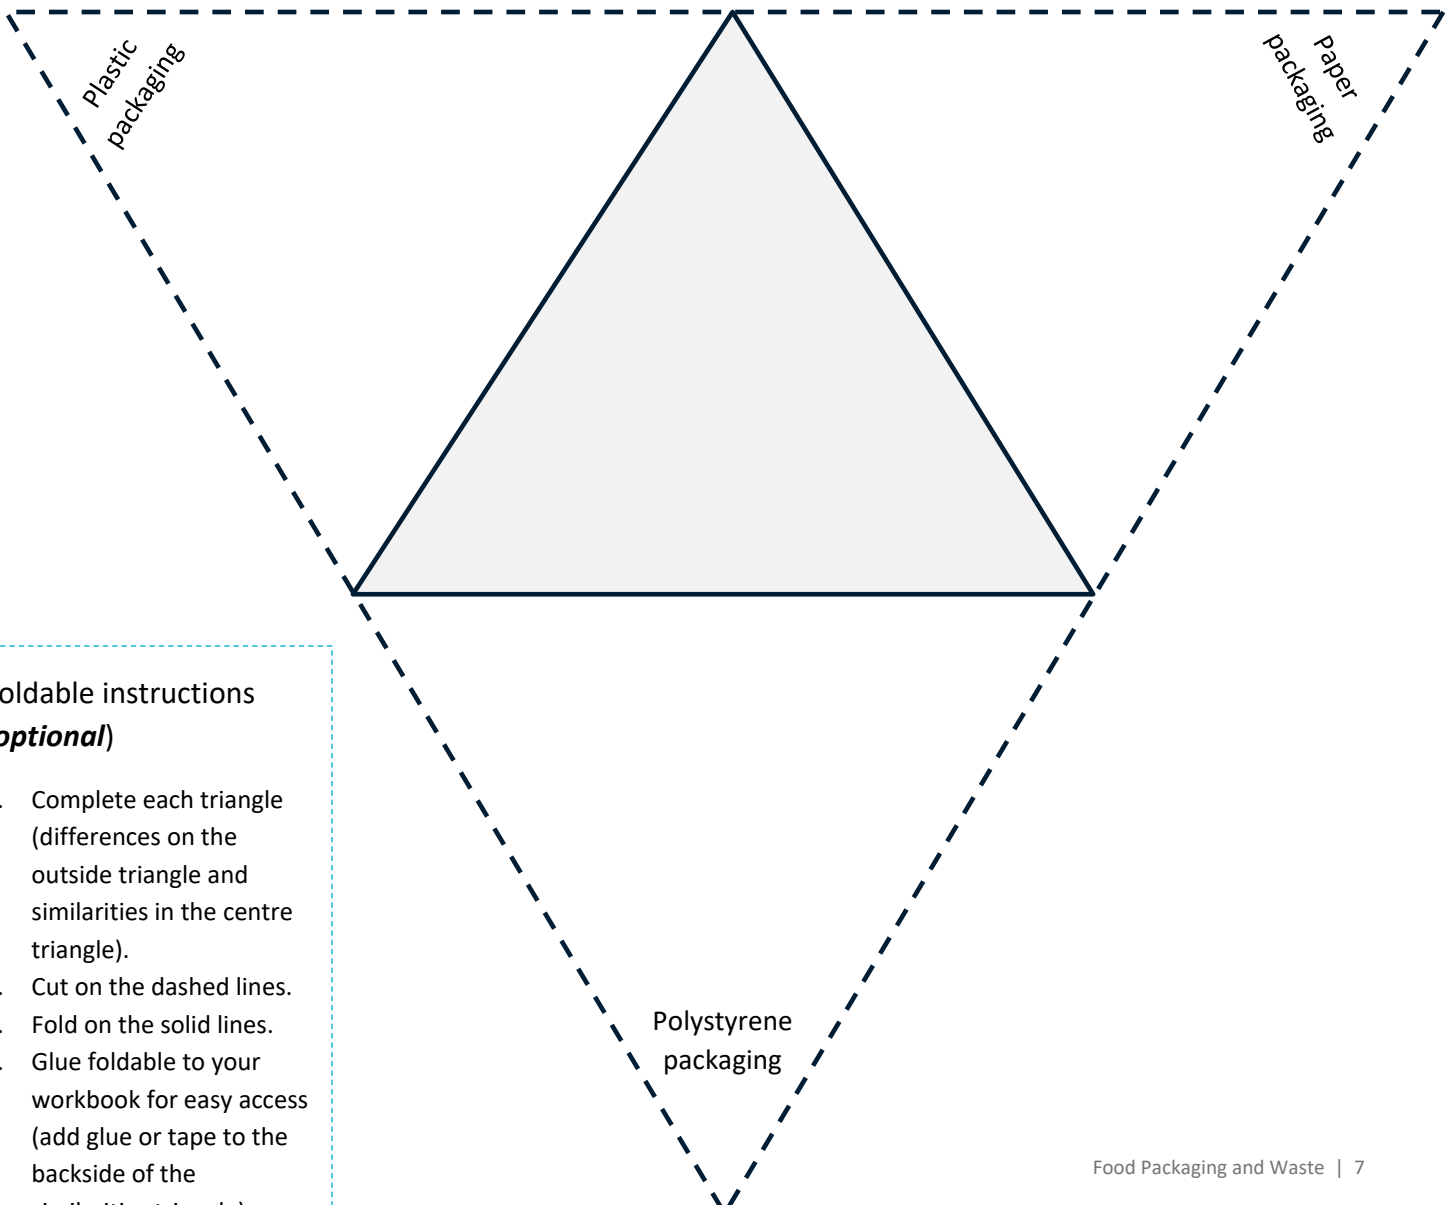 Plastic
packaging
Paper
packaging
oldable instructions
optional)
. Complete each triangle
(differences on the
outside triangle and
similarities in the centre
triangle).
. Cut on the dashed lines.
. Fold on the solid lines.
. Glue foldable to your
workbook for easy access
(add glue or tape to the
backside of the
Polystyrene
packaging
Food Packaging and Waste | 7